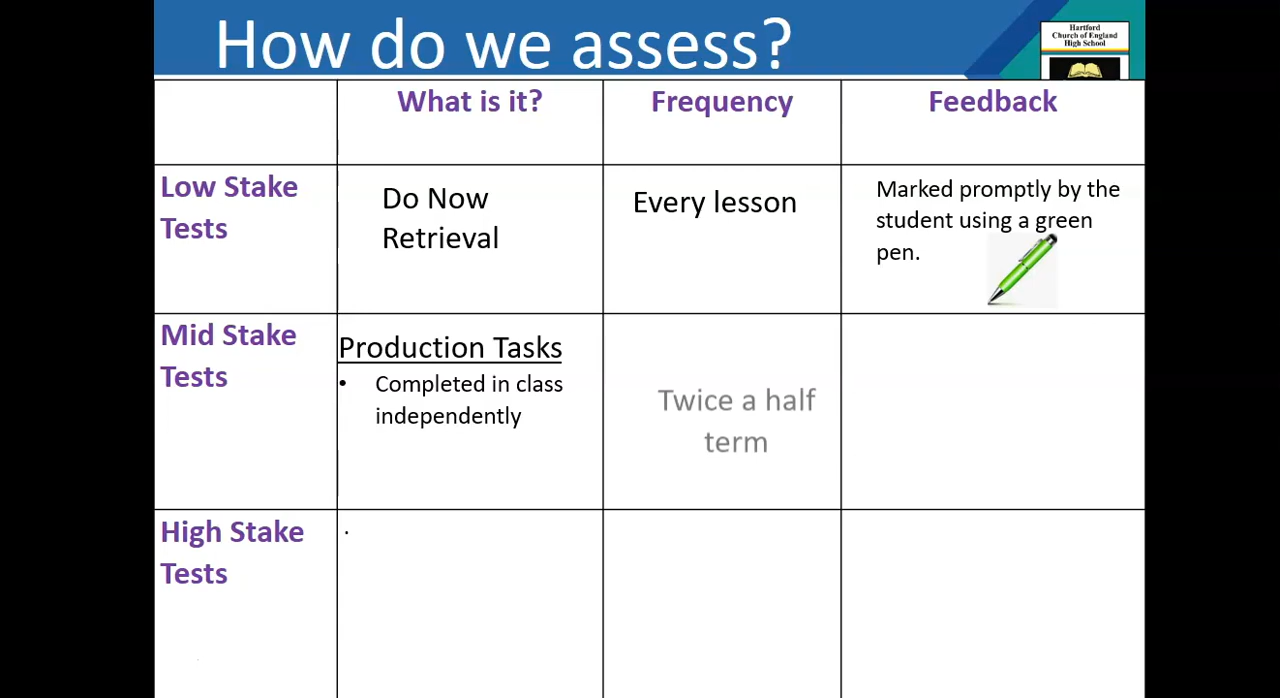 How do we assess?
Hartford
Church of England
High School
What is it?
Frequency
Feedback
Low Stake
Tests
Do Now
Retrieval
Every lesson
Marked promptly by the
student using a green
pen.
Mid Stake
Tests
Production Tasks
• Completed in class
independently
Twice a half
term
High Stake
Tests